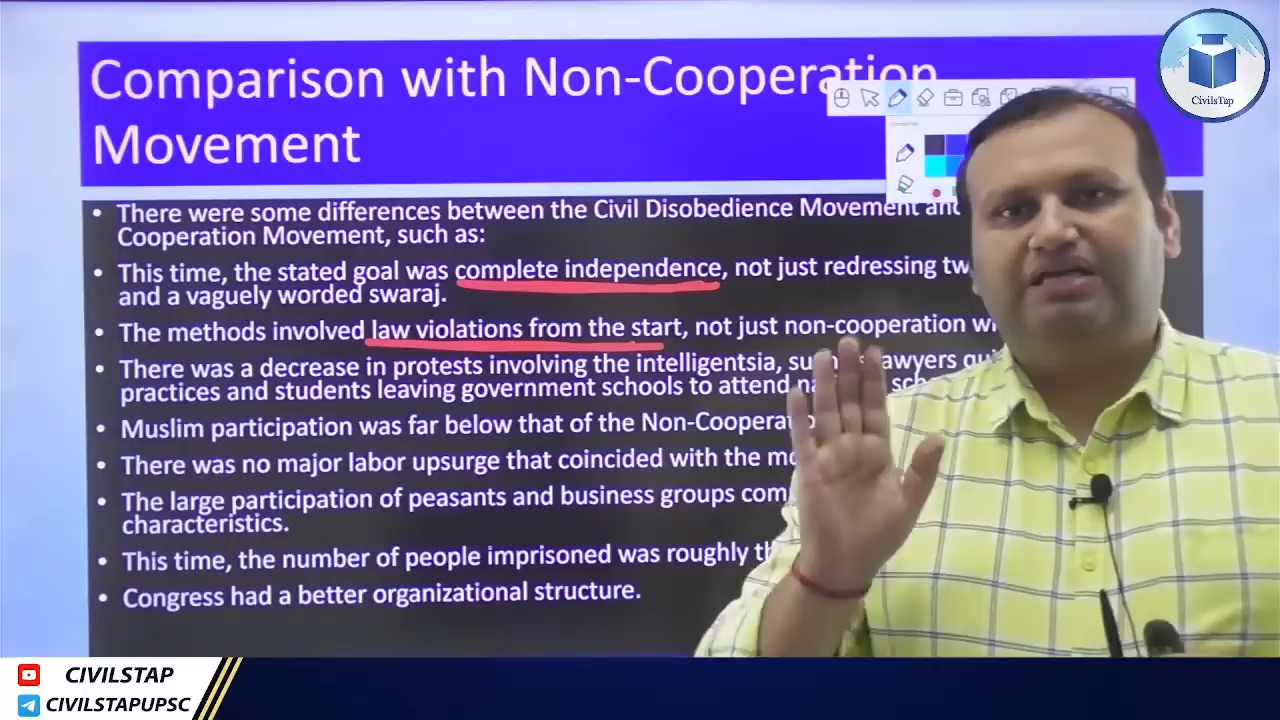 Comparison with Non-Cooperation
Movement
CivilsTap
• There were some differences between the Civil Disobedience Movement and
Cooperation Movement, such as:
• This time, the stated goal was complete independence, not just redressing
and a vaguely worded swaraj.
• The methods involved law violations from the start, not just non-cooperation
• There was a decrease in protests involving the intelligentsia, such lawyers
practices and students leaving government schools to attend
• Muslim participation was far below that of the
• There was no major labor upsurge that coincided with the
• The large participation of peasants and business groups
characteristics.
• This time, the number of people imprisoned was roughly
• Congress had a better organizational structure.
CIVILSTAP
CIVILSTAPUPSC